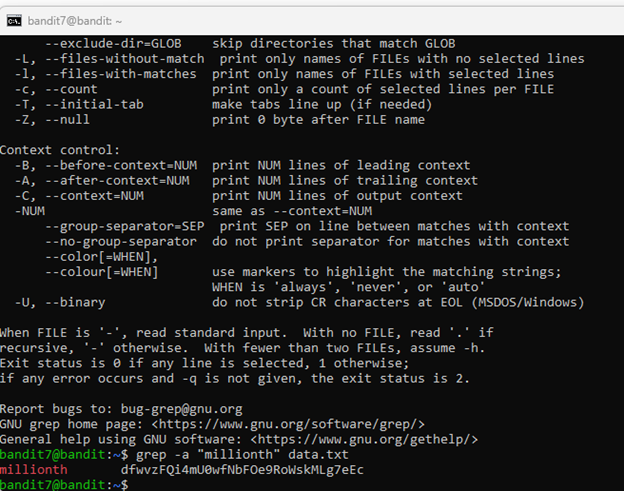 bandit7@bandit: ~
--exclude-dir=GLOB skip directories that match GLOB
-L, --files-without-match print only names of FILEs with no selected lines
-l, --files-with-matches print only names of FILEs with selected lines
-c, --count print only a count of selected lines per FILE
-T, --initial-tab make tabs line up (if needed)
-Z, --null print 0 byte after FILE name
Context control:
-B, --before-context=NUM print NUM lines of leading context
-A, --after-context=NUM print NUM lines of trailing context
-C, --context=NUM print NUM lines of output context
-NUM same as --context=NUM
--group-separator=SEP print SEP on line between matches with context
--no-group-separator do not print separator for matches with context
--color[=WHEN],
--colour[=WHEN] use markers to highlight the matching strings;
WHEN is 'always', 'never', or 'auto'
-U, --binary do not strip CR characters at EOL (MSDOS/Windows)
When FILE is '-', read standard input. With no FILE, read '.' if
recursive, '-' otherwise. With fewer than two FILEs, assume -h.
Exit status is 0 if any line is selected, 1 otherwise;
if any error occurs and -q is not given, the exit status is 2.
Report bugs to: bug-grep@gnu.org
GNU grep home page: <https://www.gnu.org/software/grep/>
General help using GNU software: <https://www.gnu.org/gethelp/>
bandit7@bandit:~$ grep -a "millionth" data.txt
millionth dfwvzFQi4mU0wfNbFOe9RoWskMLg7eEc
bandit7@bandit:~$